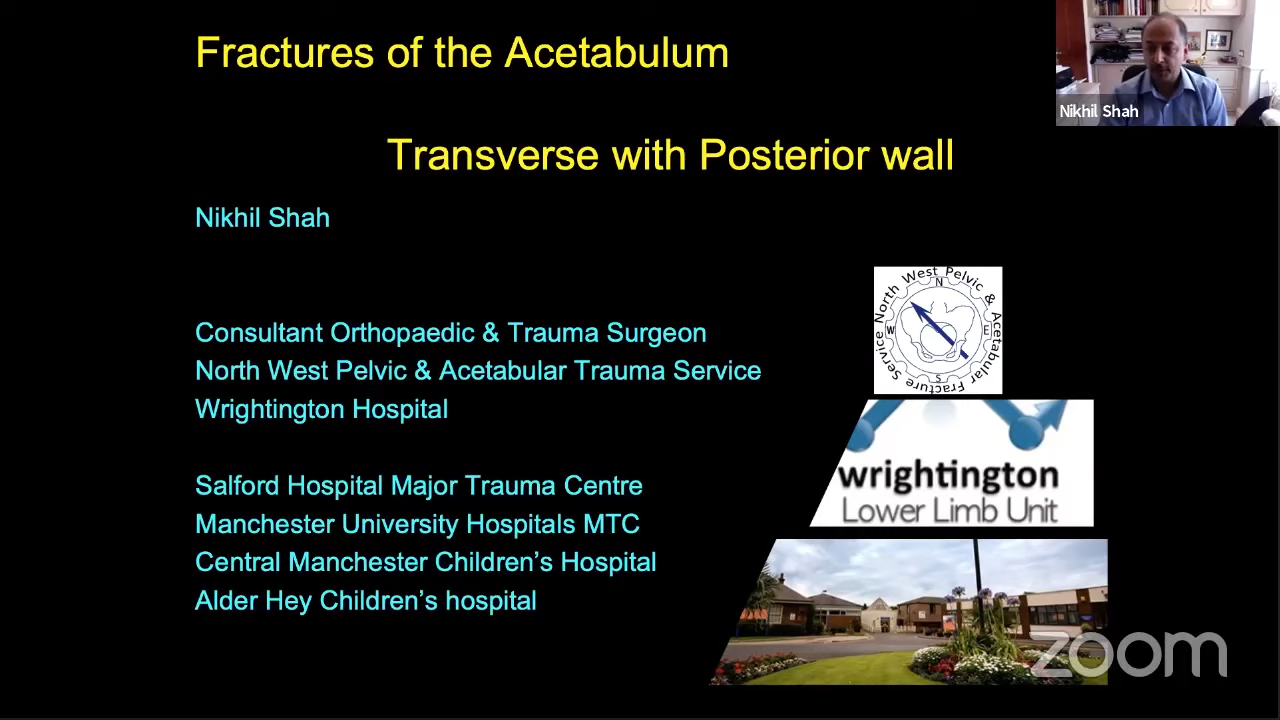 Fractures of the Acetabulum
Nikhil Shah
Transverse with Posterior wall
Nikhil Shah
Consultant Orthopaedic & Trauma Surgeon
North West Pelvic & Acetabular Trauma Service
Wrightington Hospital
Salford Hospital Major Trauma Centre
Manchester University Hospitals MTC
Central Manchester Children's Hospital
Alder Hey Children's hospital
North West Pelvic & Acetabular Fracture Service
N
W
E
S
wrightington
Lower Limb Unit
zoom